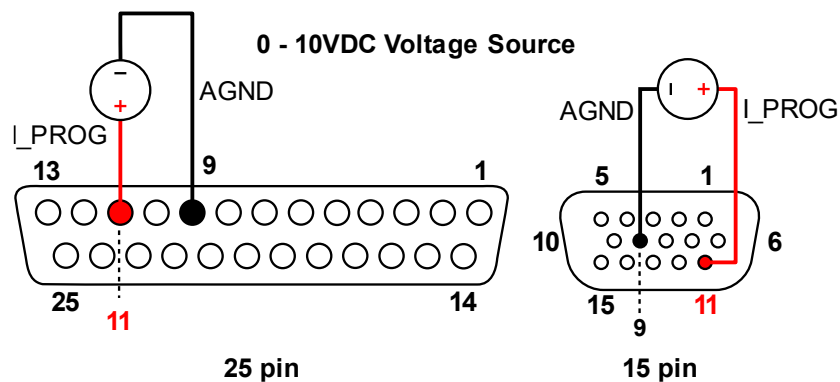 0 - 10VDC Voltage Source
−
+
AGND
I_PROG
13
9
1
25
14
11
25 pin
− +
AGND
I_PROG
5
1
10
6
15
11
9
15 pin